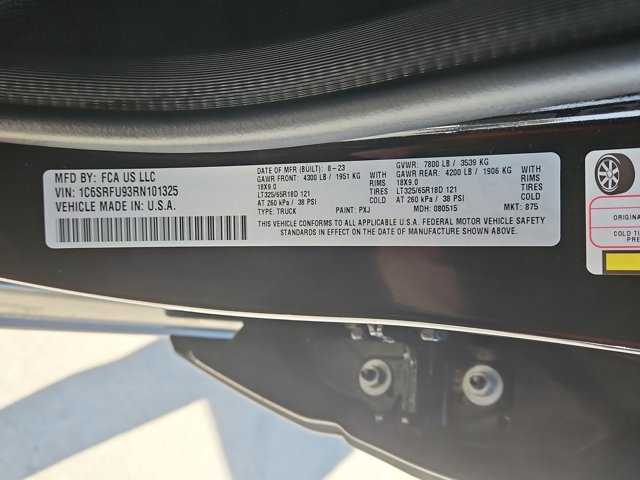 MFD BY: FCA US LLC
VIN: 1C6SRFU93RN101325
VEHICLE MADE IN: U.S.A.
DATE OF MFR (BUILT): 8-23 GVWR: 7800 LB / 3539 KG
GAWR FRONT: 4300 LB / 1951 KG WITH GAWR REAR: 4200 LB / 1906 KG WITH
18X9.0 RIMS 18X9.0 RIMS
LT325/65R18D 121 TIRES LT325/65R18D 121 TIRES
AT 260 kPa / 38 PSI COLD AT 260 kPa / 38 PSI COLD
TYPE: TRUCK PAINT: PXJ MDH: 080515 MKT: 875
THIS VEHICLE CONFORMS TO ALL APPLICABLE U.S.A. FEDERAL MOTOR VEHICLE SAFETY
STANDARDS IN EFFECT ON THE DATE OF MANUFACTURE SHOWN ABOVE.
ORIGINA
COLD TI
PRE